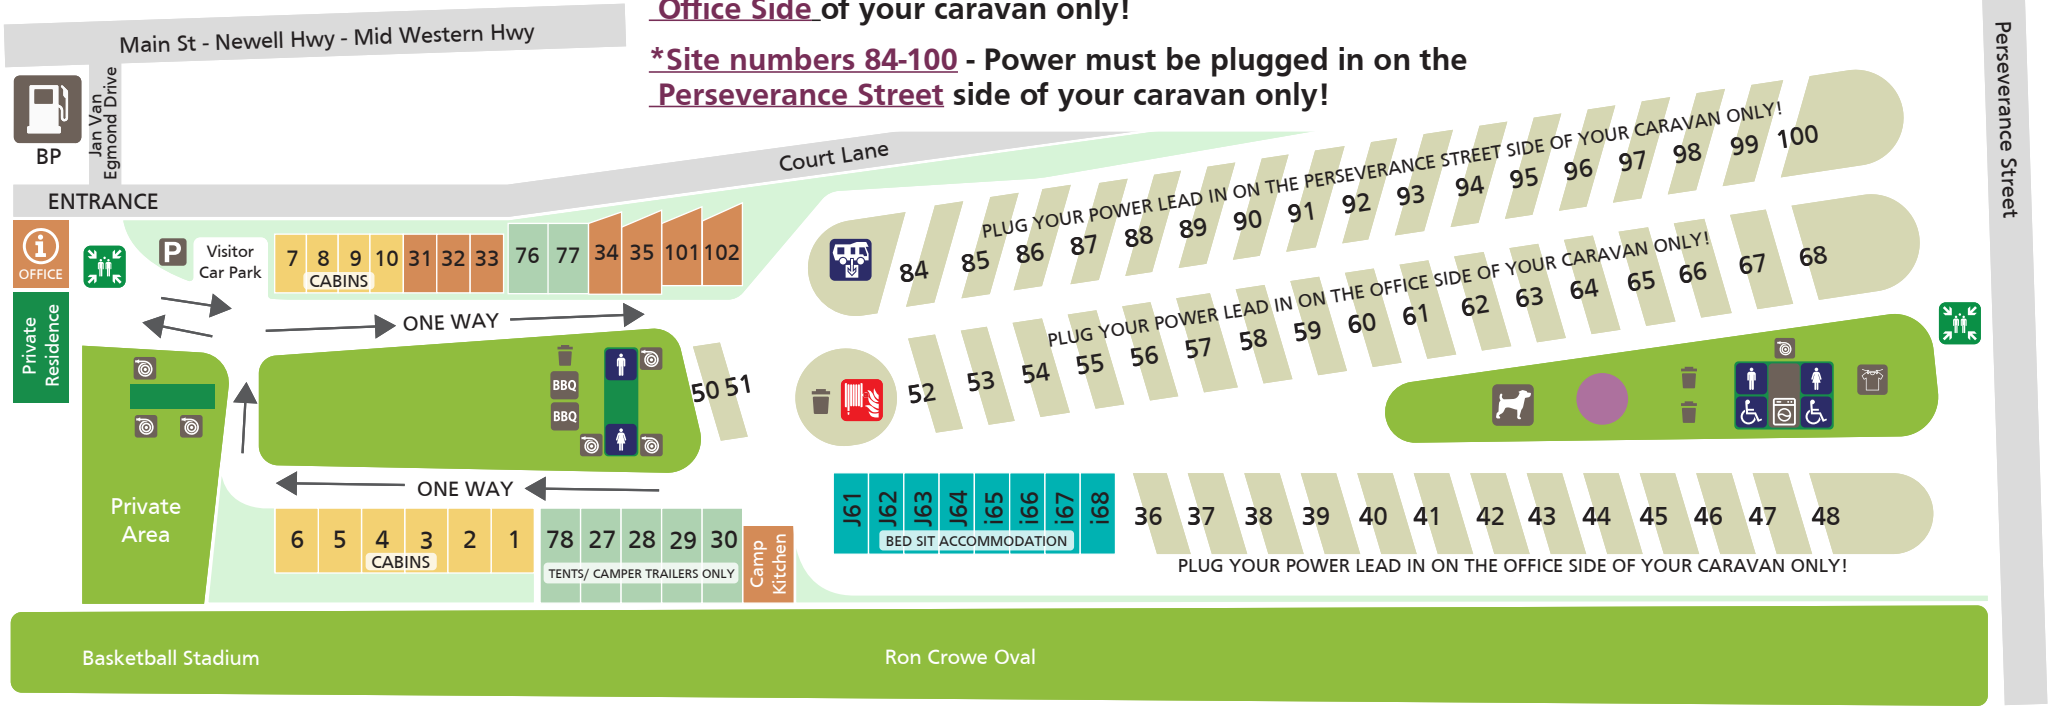 Office Side of your caravan only!
*Site numbers 84-100 - Power must be plugged in on the
Perseverance Street side of your caravan only!
Main St - Newell Hwy - Mid Western Hwy
Perseverance Street
BP
Jan Van
Egmond Drive
Court Lane
ENTRANCE
OFFICE
Private
Residence
P
Visitor
Car Park
7 8 9 10 31 32 33 76 77 34 35 101 102
CABINS
PLUG YOUR POWER LEAD IN ON THE PERSEVERANCE STREET SIDE OF YOUR CARAVAN ONLY!
84 85 86 87 88 89 90 91 92 93 94 95 96 97 98 99 100
ONE WAY
PLUG YOUR POWER LEAD IN ON THE OFFICE SIDE OF YOUR CARAVAN ONLY!
50 51
52 53 54 55 56 57 58 59 60 61 62 63 64 65 66 67 68
BBQ
BBQ
ONE WAY
Private
Area
6 5 4 3 2 1 78 27 28 29 30
CABINS
TENTS/ CAMPER TRAILERS ONLY
Camp
Kitchen
J61 J62 J63 J64 i65 i66 i67 i68
BED SIT ACCOMMODATION
36 37 38 39 40 41 42 43 44 45 46 47 48
PLUG YOUR POWER LEAD IN ON THE OFFICE SIDE OF YOUR CARAVAN ONLY!
Basketball Stadium
Ron Crowe Oval